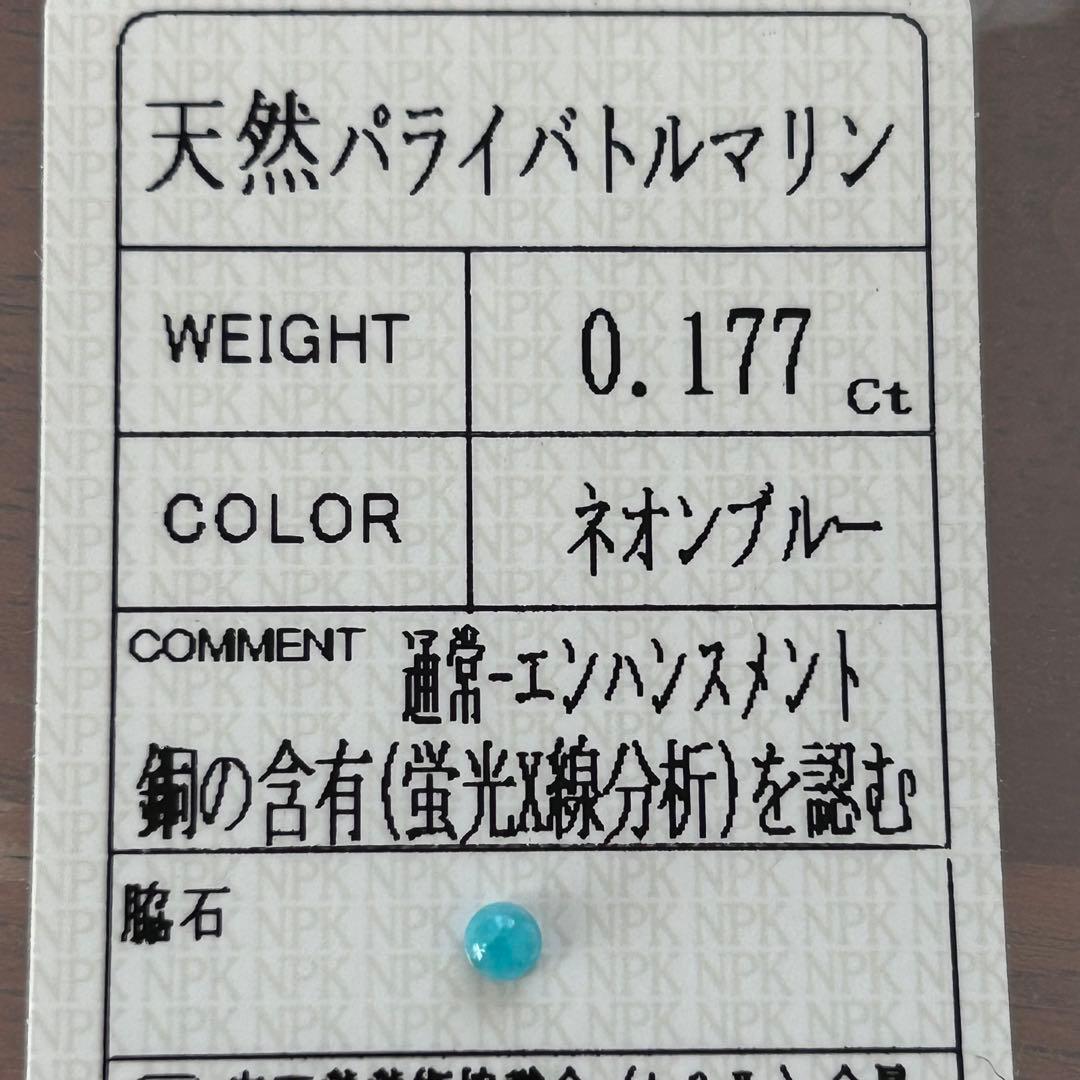 天然パライバトルマリン
WEIGHT 0.177 Ct
COLOR ネオンブルー
COMMENT 通常-エンハンスメント
銅の含有(蛍光X線分析)を認む
脇石